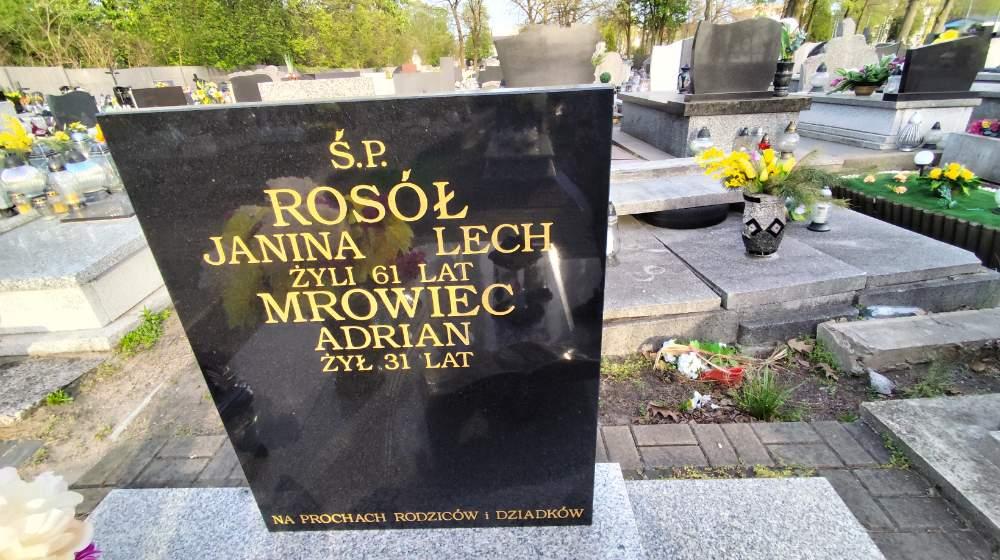 Ś.P.
ROSÓŁ
JANINA LECH
ŻYLI 61 LAT
MROWIEC
ADRIAN
ŻYŁ 31 LAT
NA PROCHACH RODZICÓW i DZIADKÓW